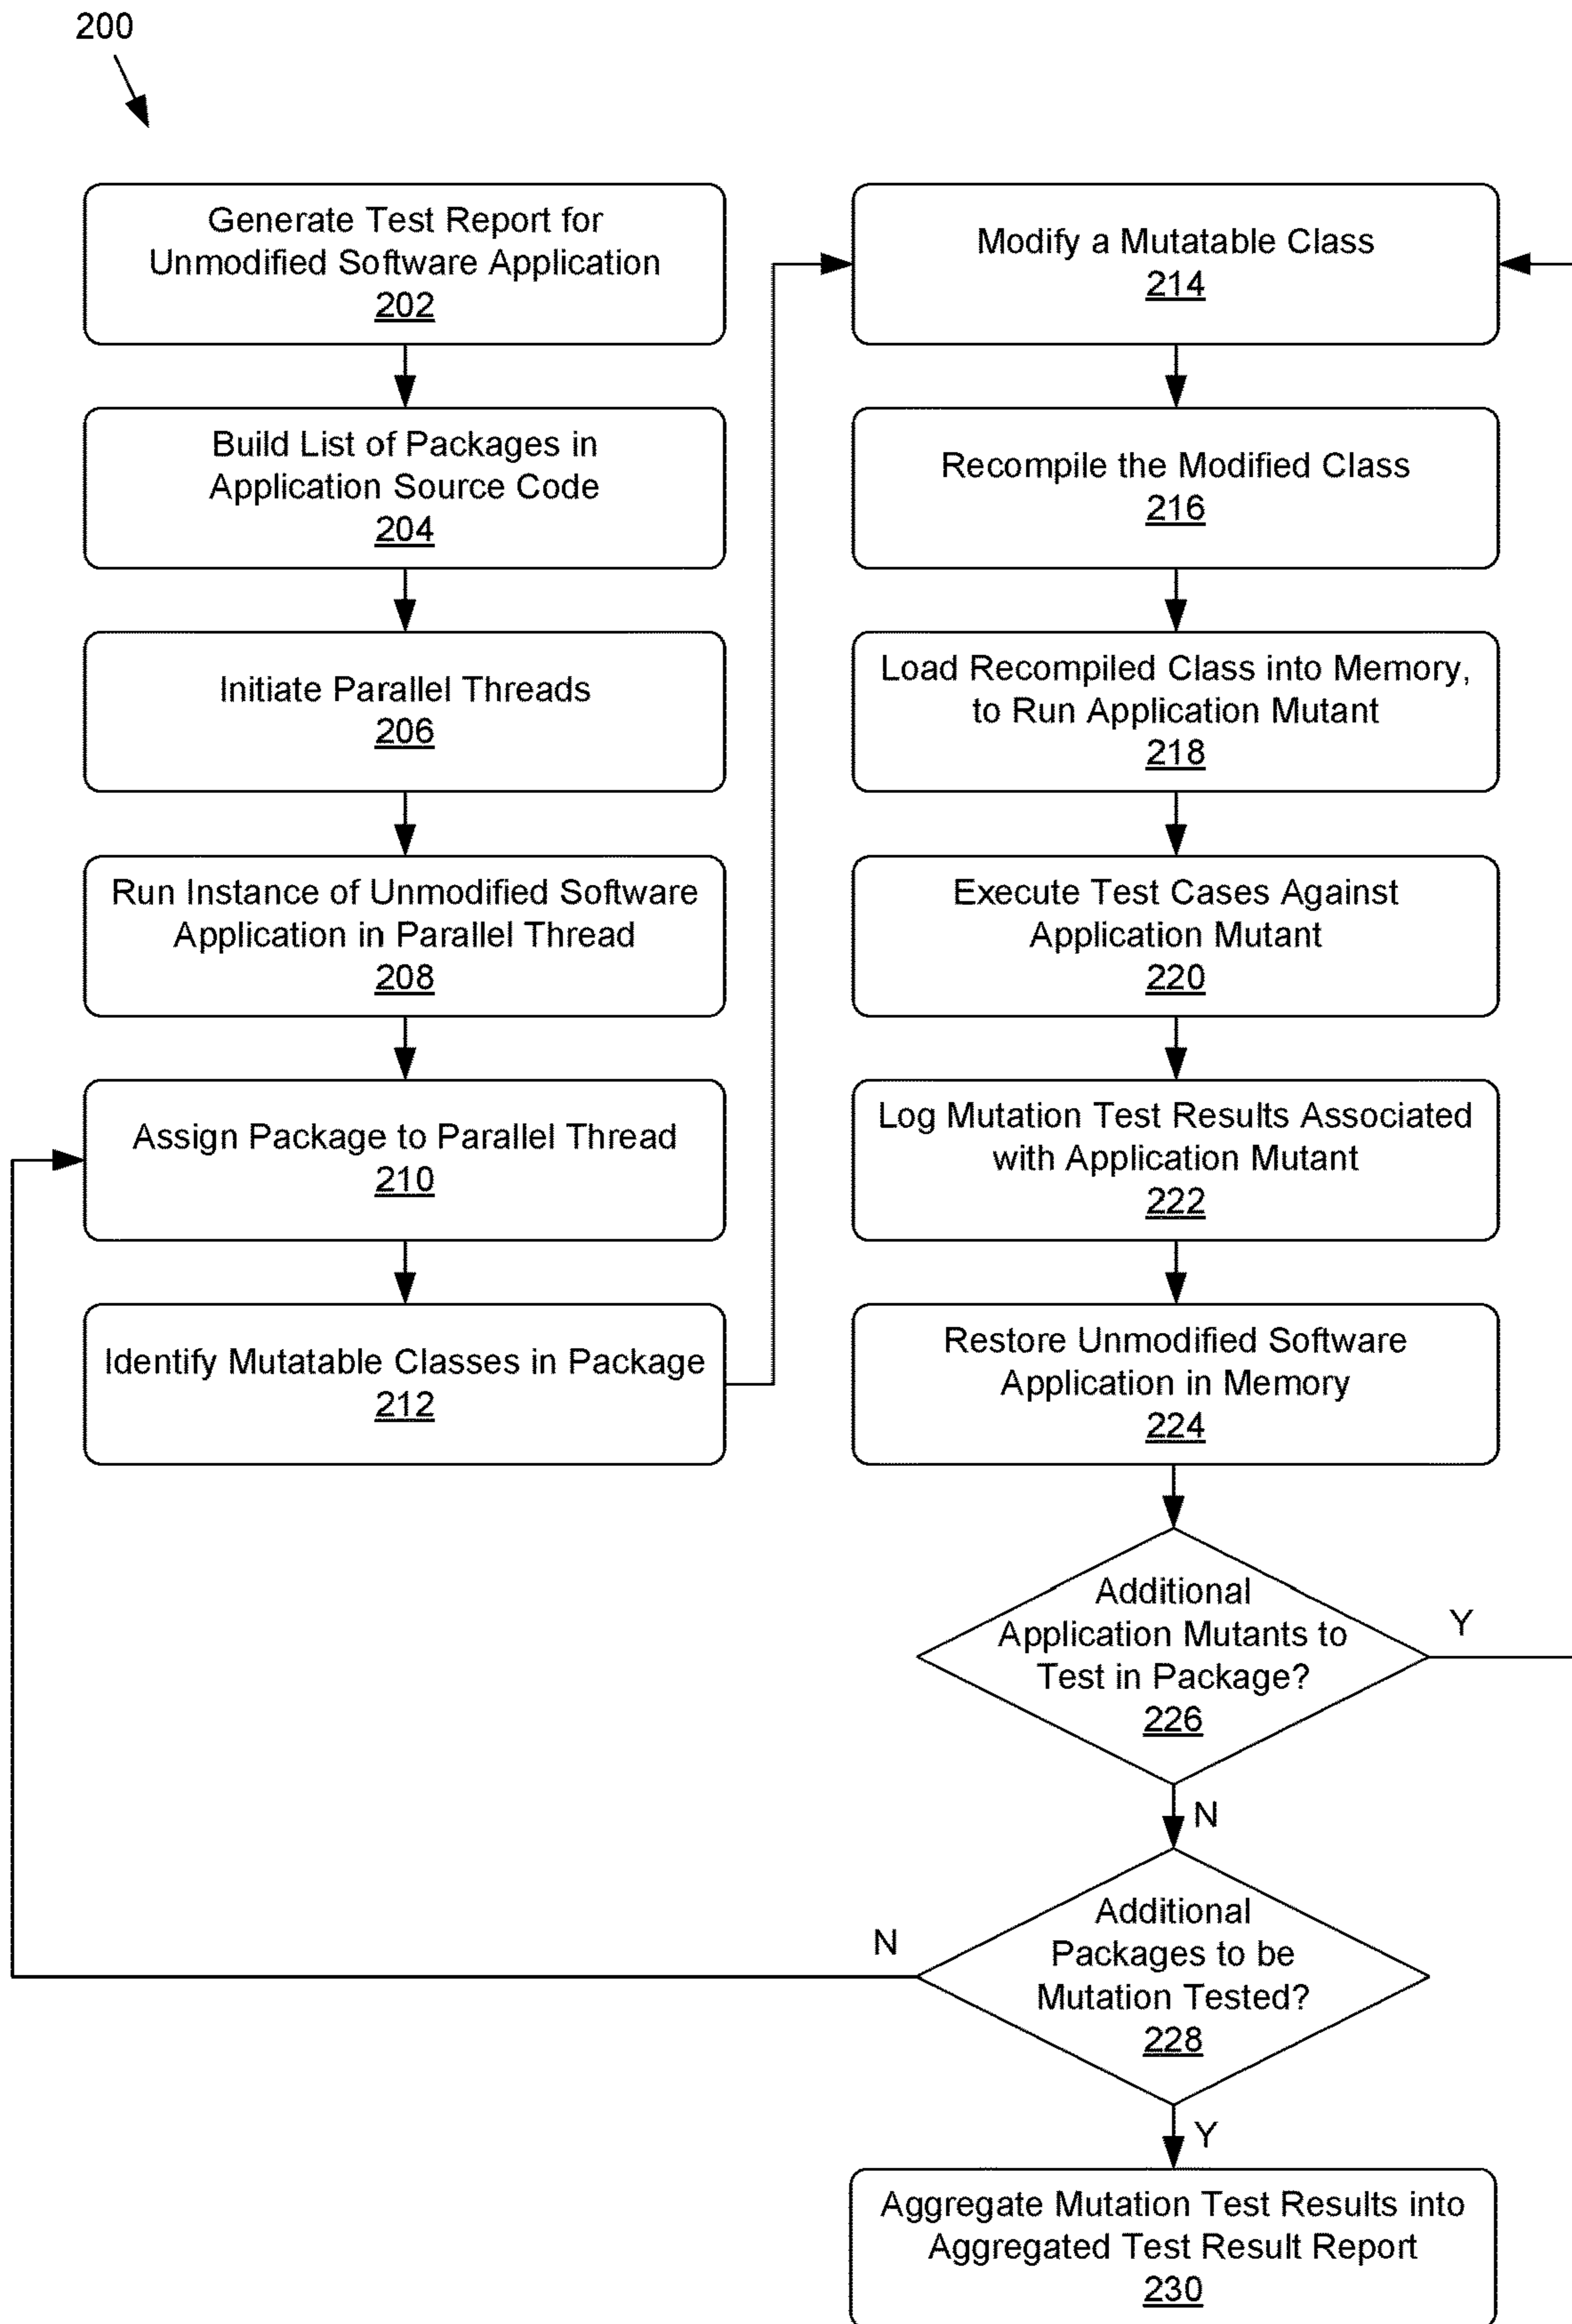 200
Generate Test Report for
Unmodified Software Application
202
Build List of Packages in
Application Source Code
204
Initiate Parallel Threads
206
Run Instance of Unmodified Software
Application in Parallel Thread
208
Assign Package to Parallel Thread
210
Identify Mutatable Classes in Package
212
Modify a Mutatable Class
214
Recompile the Modified Class
216
Load Recompiled Class into Memory,
to Run Application Mutant
218
Execute Test Cases Against
Application Mutant
220
Log Mutation Test Results Associated
with Application Mutant
222
Restore Unmodified Software
Application in Memory
224
Additional
Application Mutants to
Test in Package?
226
Y
N
Additional
Packages to be
Mutation Tested?
228
N
Y
Aggregate Mutation Test Results into
Aggregated Test Result Report
230